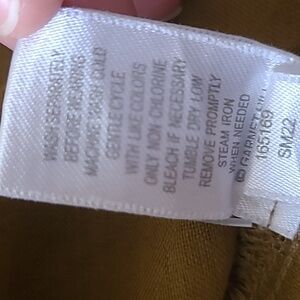 WASH SEPARATELY
BEFORE WEARING
MACHINE WASH COLD
GENTLE CYCLE
WITH LIKE COLORS
ONLY NON-CHLORINE
BLEACH IF NECESSARY
TUMBLE DRY LOW
REMOVE PROMPTLY
STEAM IRON
WHEN NEEDED
165169
SM22